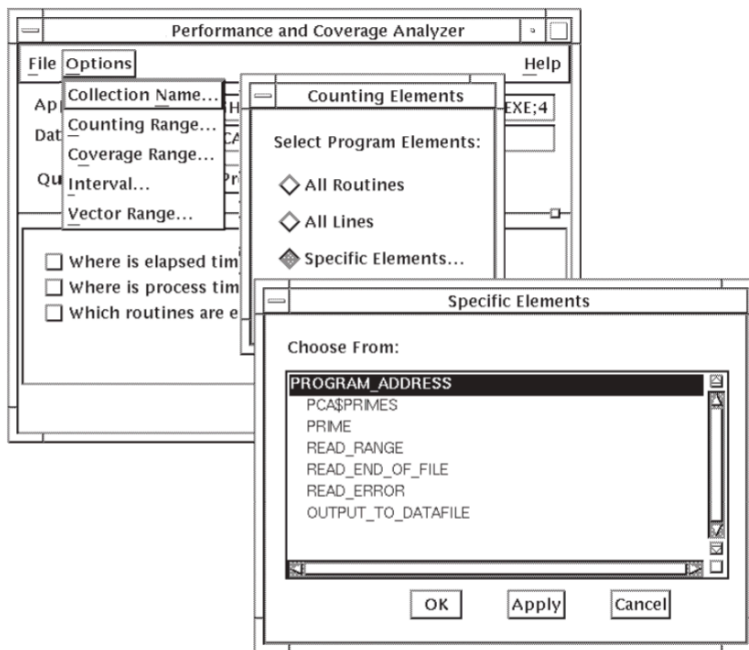 Performance and Coverage Analyzer
File Options Help
Collection Name...
Counting Range...
Coverage Range...
Interval...
Vector Range...
EXE;4
Where is elapsed
Where is process
Which routines are
Counting Elements
Select Program Elements:
All Routines
All Lines
Specific Elements...
Specific Elements
Choose From:
PROGRAM_ADDRESS
PCA$PRIMES
PRIME
READ_RANGE
READ_END_OF_FILE
READ_ERROR
OUTPUT_TO_DATAFILE
OK Apply Cancel